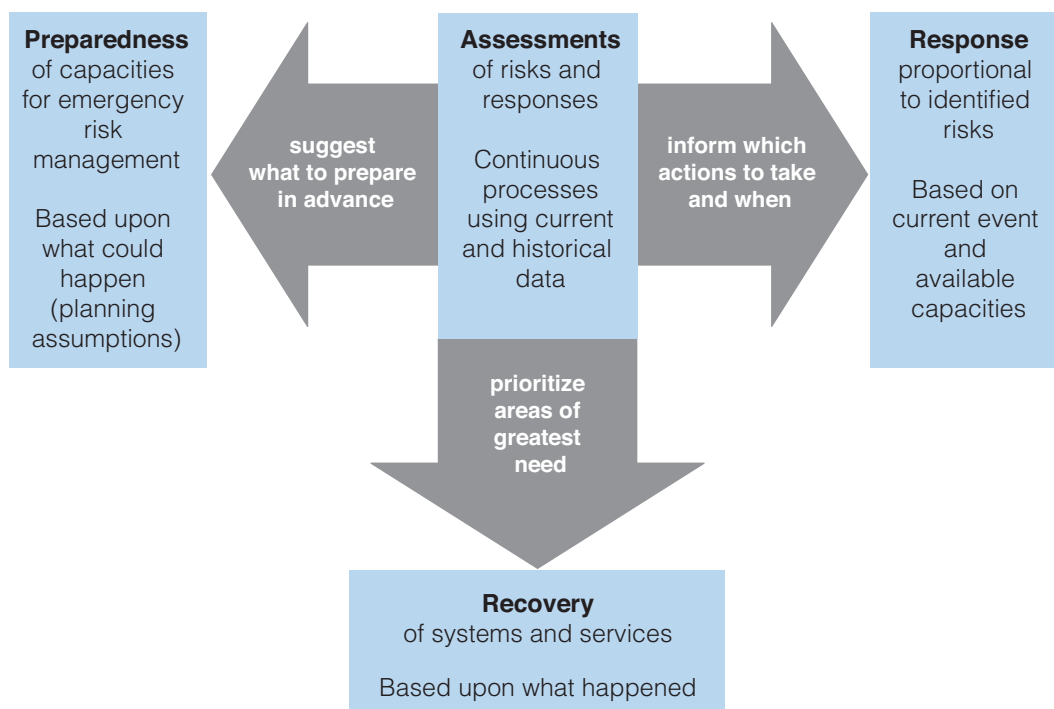 Preparedness
of capacities
for emergency
risk
management
Based upon
what could
happen
(planning
assumptions)
suggest
what to prepare
in advance
Assessments
of risks and
responses
Continuous
processes
using current
and historical
data
inform which
actions to take
and when
Response
proportional
to identified
risks
Based on
current event
and
available
capacities
prioritize
areas of
greatest
need
Recovery
of systems and services
Based upon what happened